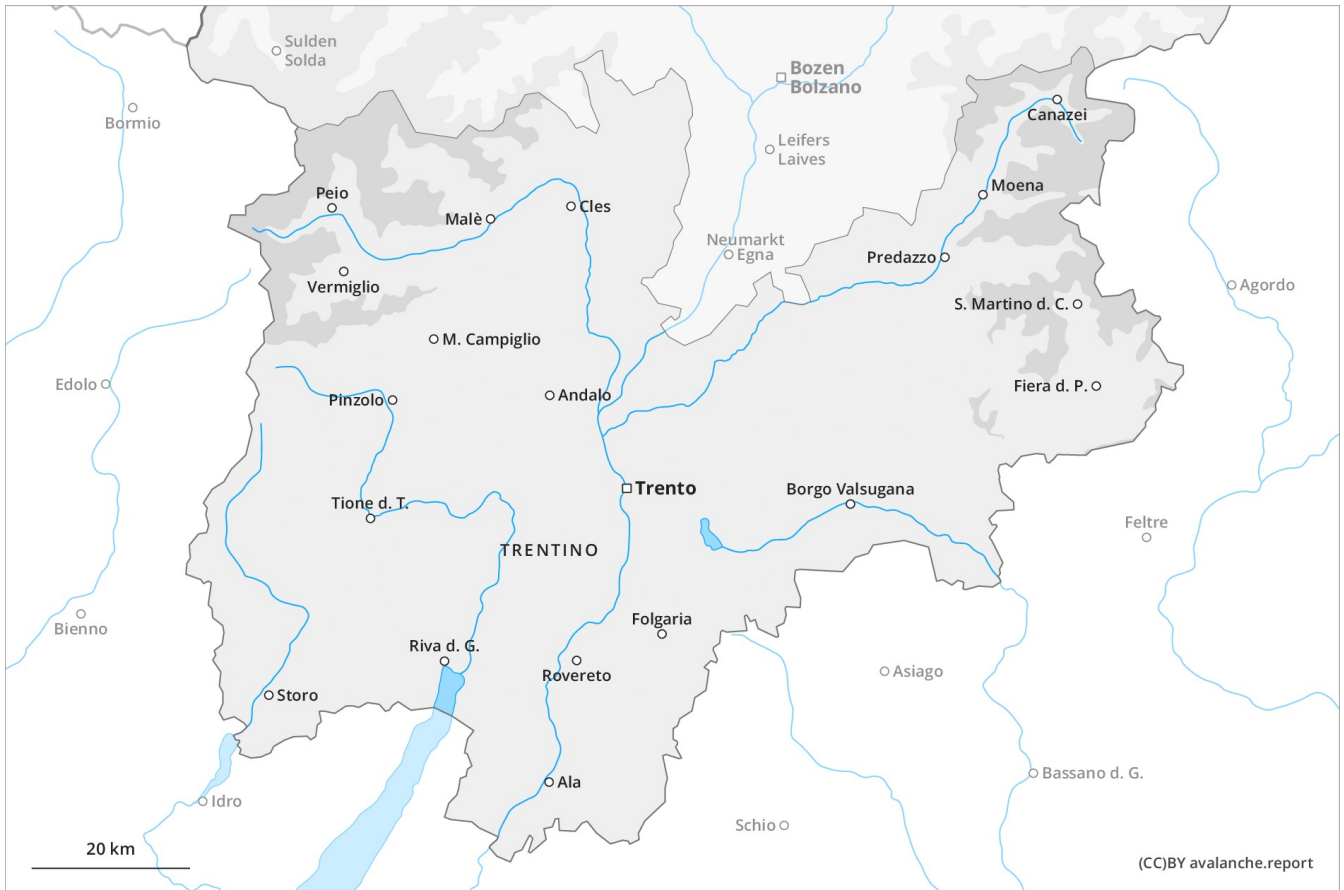 Sulden
Solda
Bozen
Bolzano
Bormio
Canazei
Leifers
Laives
Peio
Moena
Malè
Cles
Neumarkt
Egna
Predazzo
Vermiglio
Agordo
S. Martino d. C.
M. Campiglio
Edolo
Fiera d. P.
Pinzolo
Andalo
Trento
Borgo Valsugana
Tione d. T.
Feltre
TRENTINO
Folgaria
Bienno
Riva d. G.
Rovereto
Asiago
Storo
Bassano d. G.
Ala
Idro
Schio
20 km
(CC)BY avalanche.report